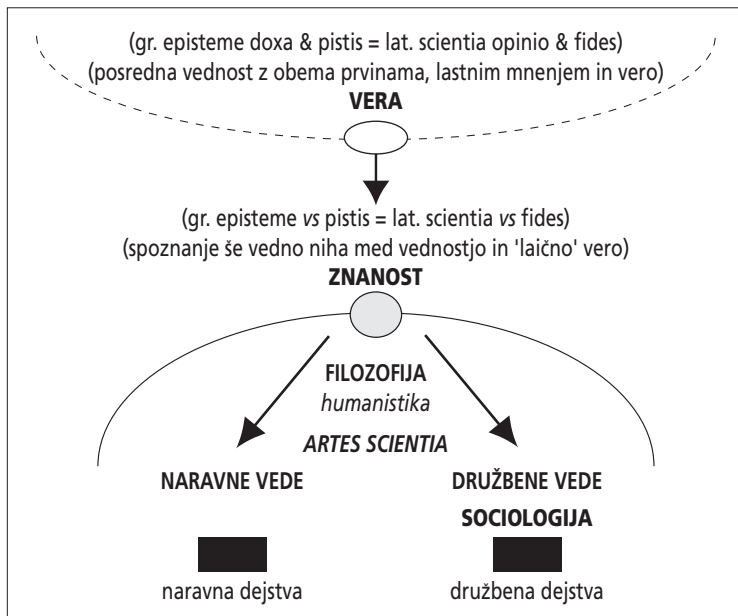 (gr. episteme doxa & pistis = lat. scientia opinio & fides)
(posredna vednost z obema prvinama, lastnim mnenjem in vero)
VERA
(gr. episteme vs pistis = lat. scientia vs fides)
(spoznanje še vedno niha med vednostjo in 'laično' vero)
ZNANOST
FILOZOFIJA
humanistika
ARTES SCIENTIA
NARAVNE VEDE DRUŽBENE VEDE
SOCIOLOGIJA
naravna dejstva družbena dejstva